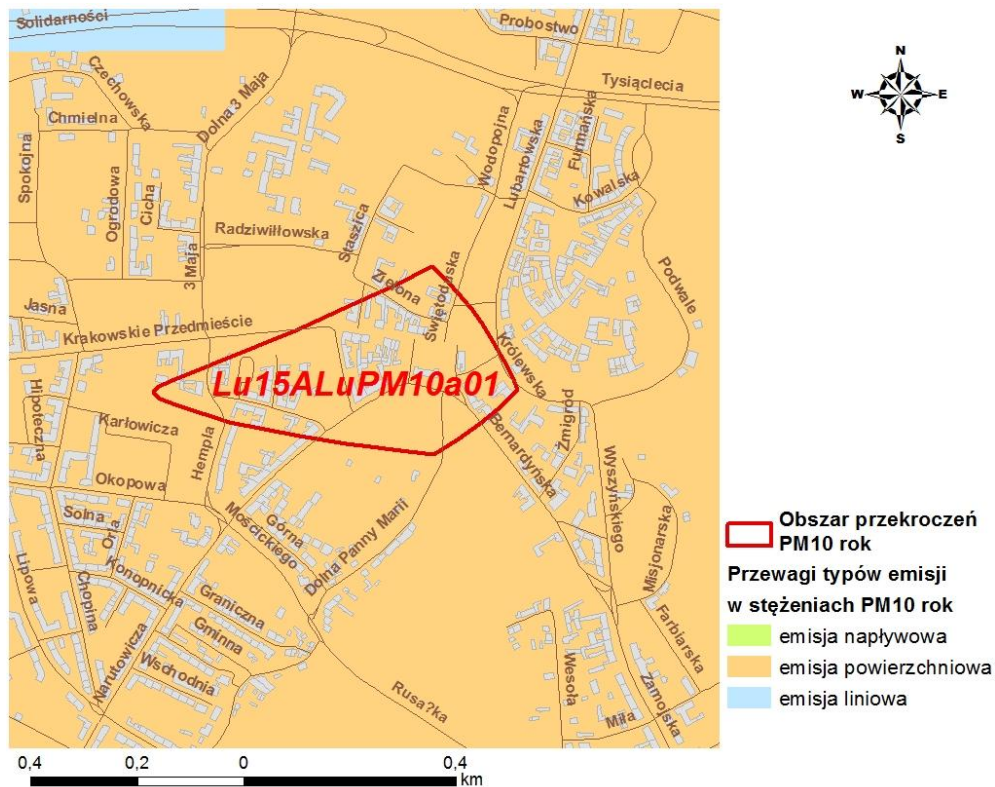 Solidarności
Probostwo
Tysiąclecia
Czechowska
Chmielna
Dolna 3 Maja
Spokojna
Ogrodowa
Cicha
3 Maja
Radziwiłłowska
Staszica
Wodopojna
Lubartowska
Furmańska
Kowalska
Podwale
Zielona
Świętoduska
Jasna
Krakowskie Przedmieście
Królewska
Lu15ALuPM10a01
Hipoteczna
Karłowicza
Hempla
Bernardyńska
Żmigród
Wyszyńskiego
Okopowa
Solna
Orla
Górna
Mościckiego
Dolna Panny Marii
Misjonarska
Lipowa
Chopina
Konopnicka
Graniczna
Gminna
Wschodnia
Narutowicza
Rusa?ka
Wesoła
Miła
Farbiarska
Zamojska
N
W
E
S
Obszar przekroczeń
PM10 rok
Przewagi typów emisji
w stężeniach PM10 rok
emisja napływowa
emisja powierzchniowa
emisja liniowa
0,4
0,2
0
0,4
km